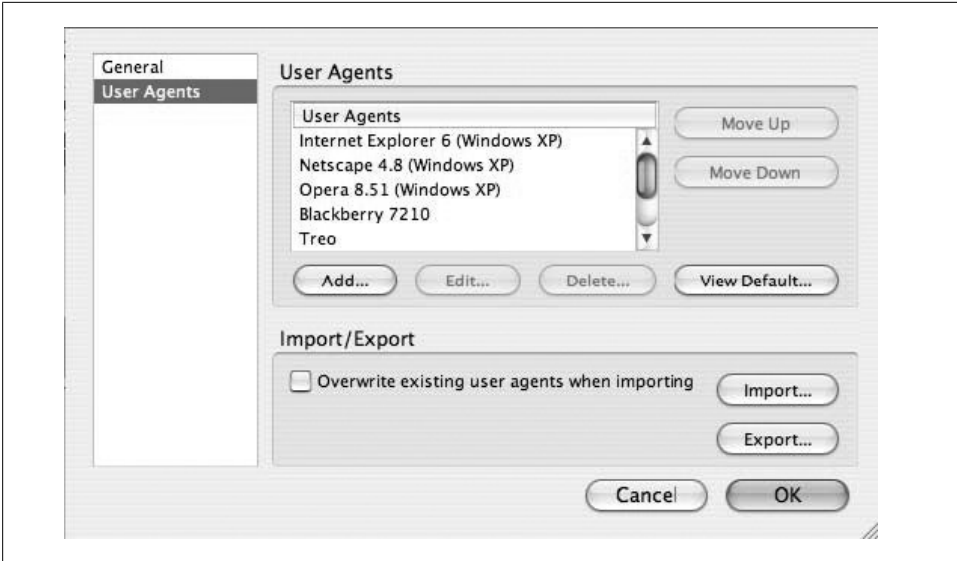 General
User Agents
User Agents
User Agents
Internet Explorer 6 (Windows XP)
Netscape 4.8 (Windows XP)
Opera 8.51 (Windows XP)
Blackberry 7210
Treo
Move Up
Move Down
Add...
Edit...
Delete...
View Default...
Import/Export
Overwrite existing user agents when importing
Import...
Export...
Cancel
OK